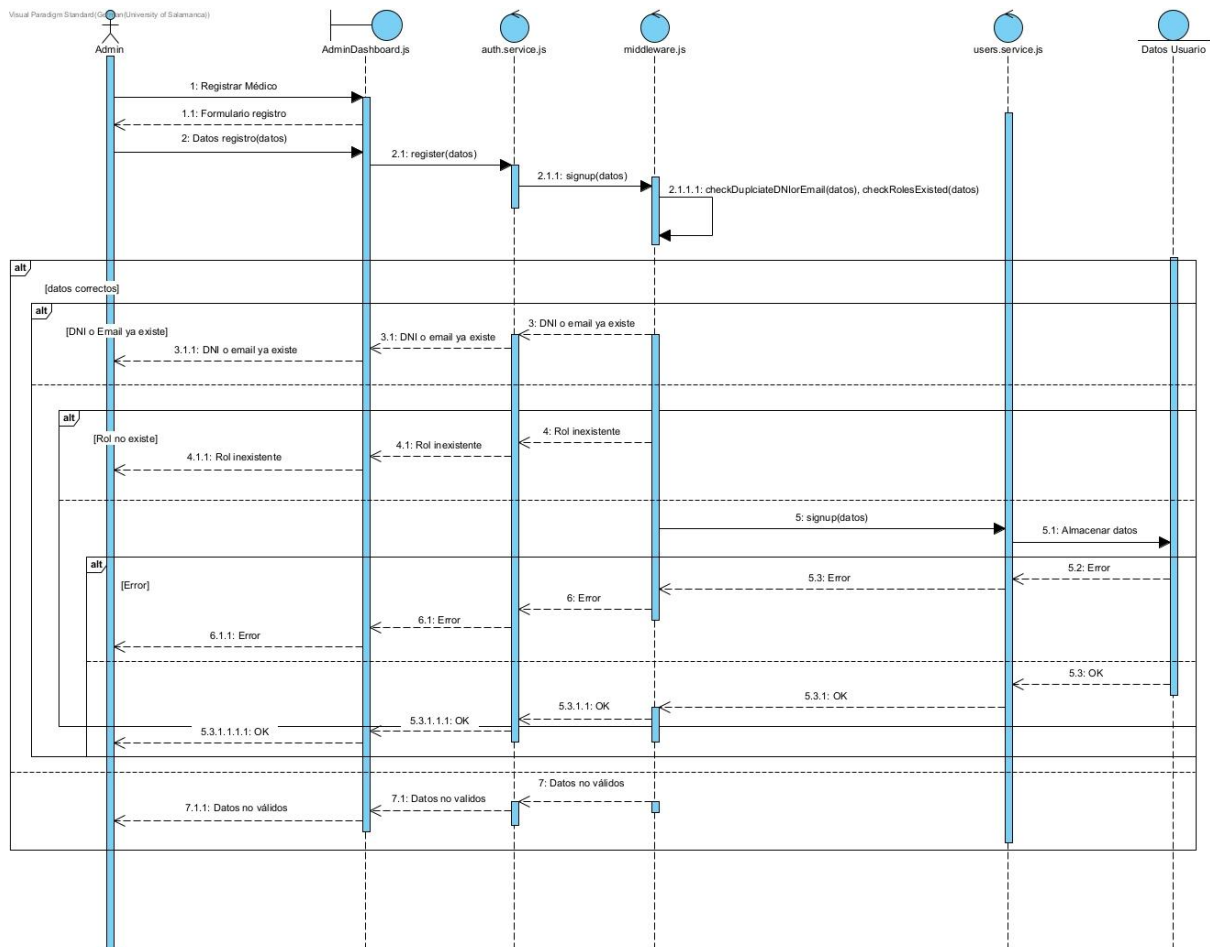 Visual Paradigm Standard(German(University of Salamanca))
Admin
AdminDashboard.js
auth.service.js
middleware.js
users.service.js
Datos Usuario
1: Registrar Médico
1.1: Formulario registro
2: Datos registro(datos)
2.1: register(datos)
2.1.1: signup(datos)
2.1.1.1: checkDuplciateDNIorEmail(datos), checkRolesExisted(datos)
alt
[datos correctos]
alt
[DNI o Email ya existe]
3: DNI o email ya existe
3.1: DNI o email ya existe
3.1.1: DNI o email ya existe
alt
[Rol no existe]
4: Rol inexistente
4.1: Rol inexistente
4.1.1: Rol inexistente
5: signup(datos)
5.1: Almacenar datos
alt
[Error]
5.2: Error
5.3: Error
6: Error
6.1: Error
6.1.1: Error
5.3: OK
5.3.1: OK
5.3.1.1: OK
5.3.1.1.1: OK
5.3.1.1.1.1: OK
7: Datos no válidos
7.1: Datos no validos
7.1.1: Datos no válidos